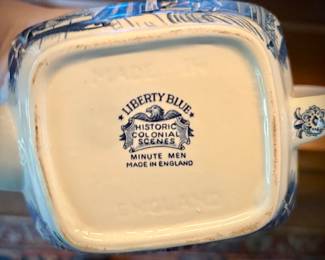 LIBERTY BLUE
HISTORIC
COLONIAL
SCENES
MINUTE MEN
MADE IN ENGLAND